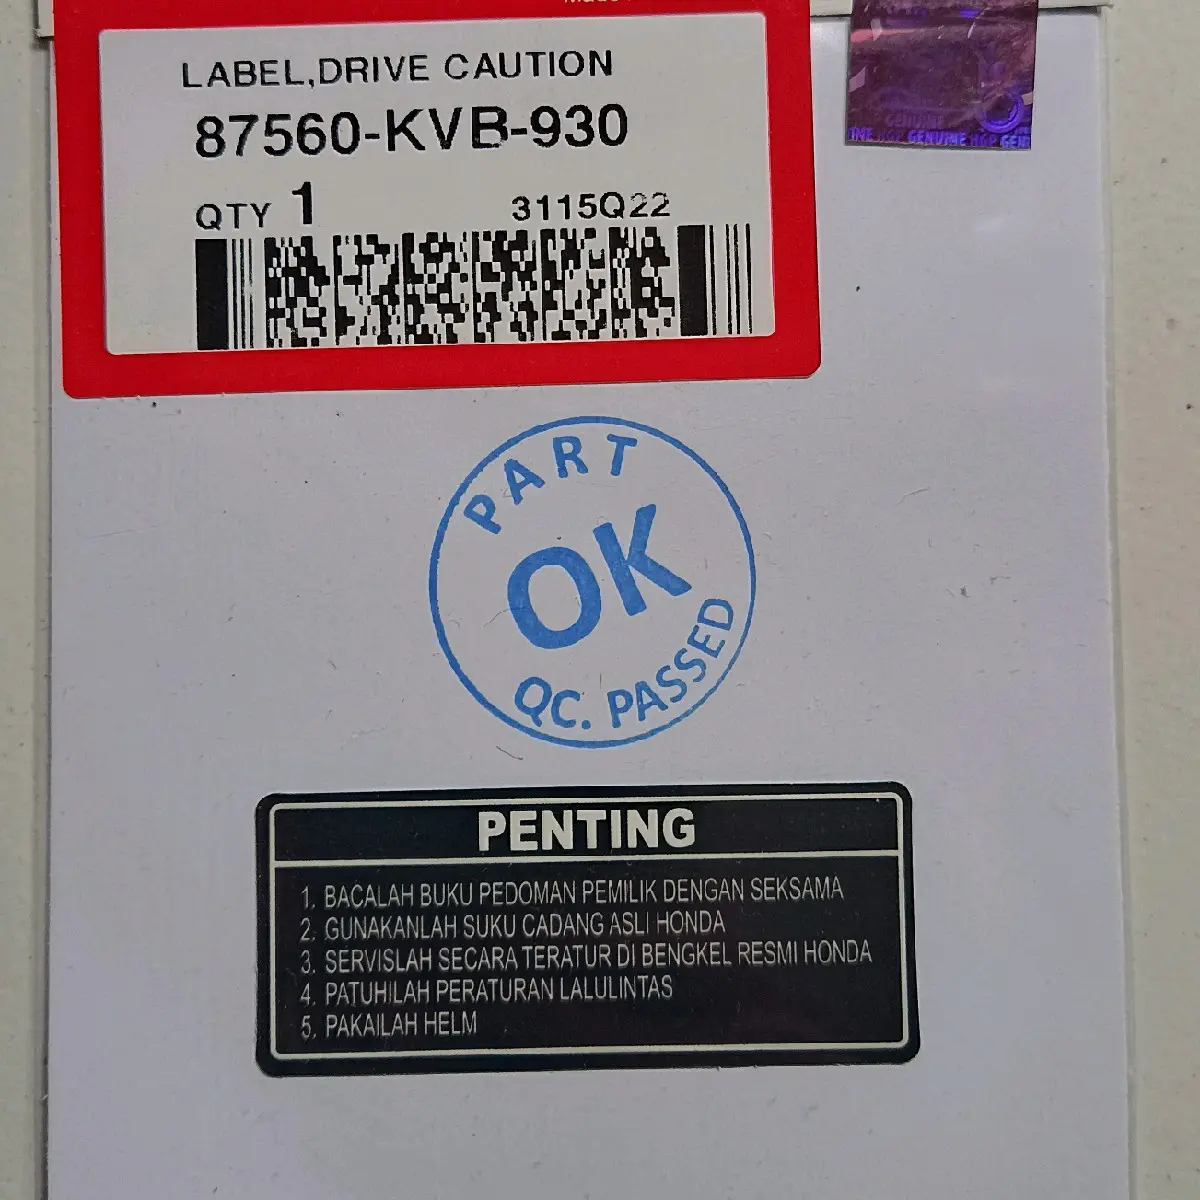 LABEL,DRIVE CAUTION
87560-KVB-930
QTY 1
3115Q22
GENUINE HGP
PART
OK
QC. PASSED
PENTING
1. BACALAH BUKU PEDOMAN PEMILIK DENGAN SEKSAMA
2. GUNAKANLAH SUKU CADANG ASLI HONDA
3. SERVISLAH SECARA TERATUR DI BENGKEL RESMI HONDA
4. PATUHILAH PERATURAN LALULINTAS
5. PAKAILAH HELM